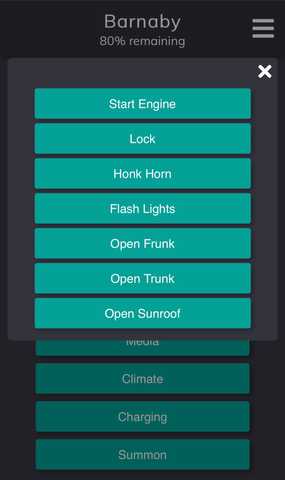 Barnaby
80% remaining
Start Engine
Lock
Honk Horn
Flash Lights
Open Frunk
Open Trunk
Open Sunroof
Media
Climate
Charging
Summon